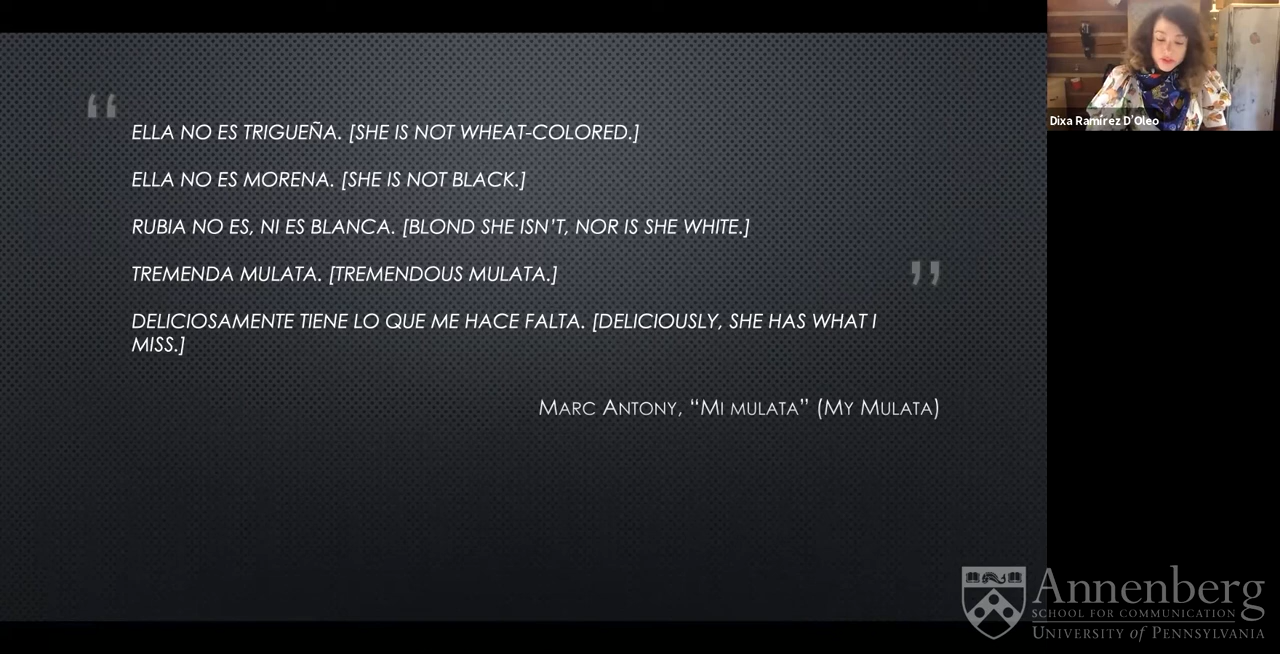 “
ELLA NO ES TRIGUEÑA. [SHE IS NOT WHEAT-COLORED.]
ELLA NO ES MORENA. [SHE IS NOT BLACK.]
RUBIA NO ES, NI ES BLANCA. [BLOND SHE ISN’T, NOR IS SHE WHITE.]
TREMENDA MULATA. [TREMENDOUS MULATA.]
”
DELICIOSAMENTE TIENE LO QUE ME HACE FALTA. [DELICIOUSLY, SHE HAS WHAT I
MISS.]
MARC ANTONY, “MI MULATA” (MY MULATA)
Dixa Ramírez D’Oleo
Annenberg
SCHOOL FOR COMMUNICATION
UNIVERSITY of PENNSYLVANIA